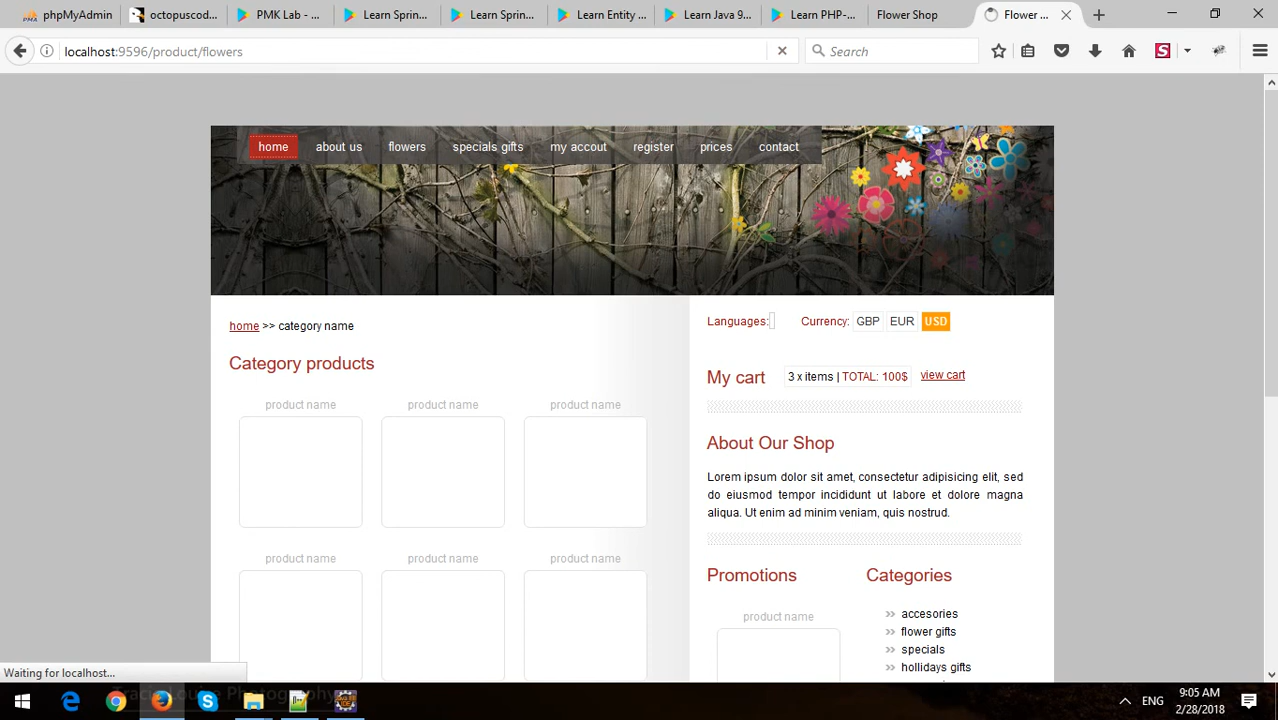 phpMyAdmin octopuscod... PMK Lab - ... Learn Sprin... Learn Sprin... Learn Entity ... Learn Java 9... Learn PHP-... Flower Shop Flower ...
localhost:9596/product/flowers Search
home about us flowers specials gifts my accout register prices contact
home >> category name
Category products
product name product name product name
product name product name product name
Languages: Currency: GBP EUR USD
My cart 3 x items | TOTAL: 100$ view cart
About Our Shop
Lorem ipsum dolor sit amet, consectetur adipisicing elit, sed
do eiusmod tempor incididunt ut labore et dolore magna
aliqua. Ut enim ad minim veniam, quis nostrud.
Promotions
product name
Categories
accesories
flower gifts
specials
hollidays gifts
Waiting for localhost...
ENG
9:05 AM
2/28/2018